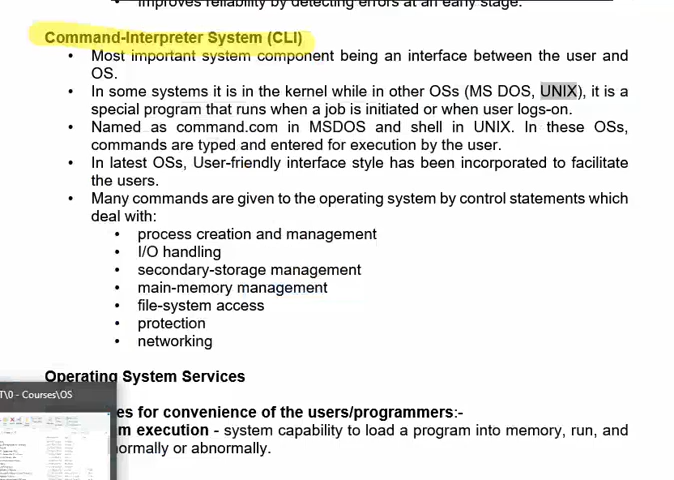 • Improves reliability by detecting errors at an early stage.
Command-Interpreter System (CLI)
• Most important system component being an interface between the user and
OS.
• In some systems it is in the kernel while in other OSs (MS DOS, UNIX), it is a
special program that runs when a job is initiated or when user logs-on.
• Named as command.com in MSDOS and shell in UNIX. In these OSs,
commands are typed and entered for execution by the user.
• In latest OSs, User-friendly interface style has been incorporated to facilitate
the users.
• Many commands are given to the operating system by control statements which
deal with:
• process creation and management
• I/O handling
• secondary-storage management
• main-memory management
• file-system access
• protection
• networking
Operating System Services
T\0 - Courses\OS
es for convenience of the users/programmers:-
m execution - system capability to load a program into memory, run, and
ormally or abnormally.